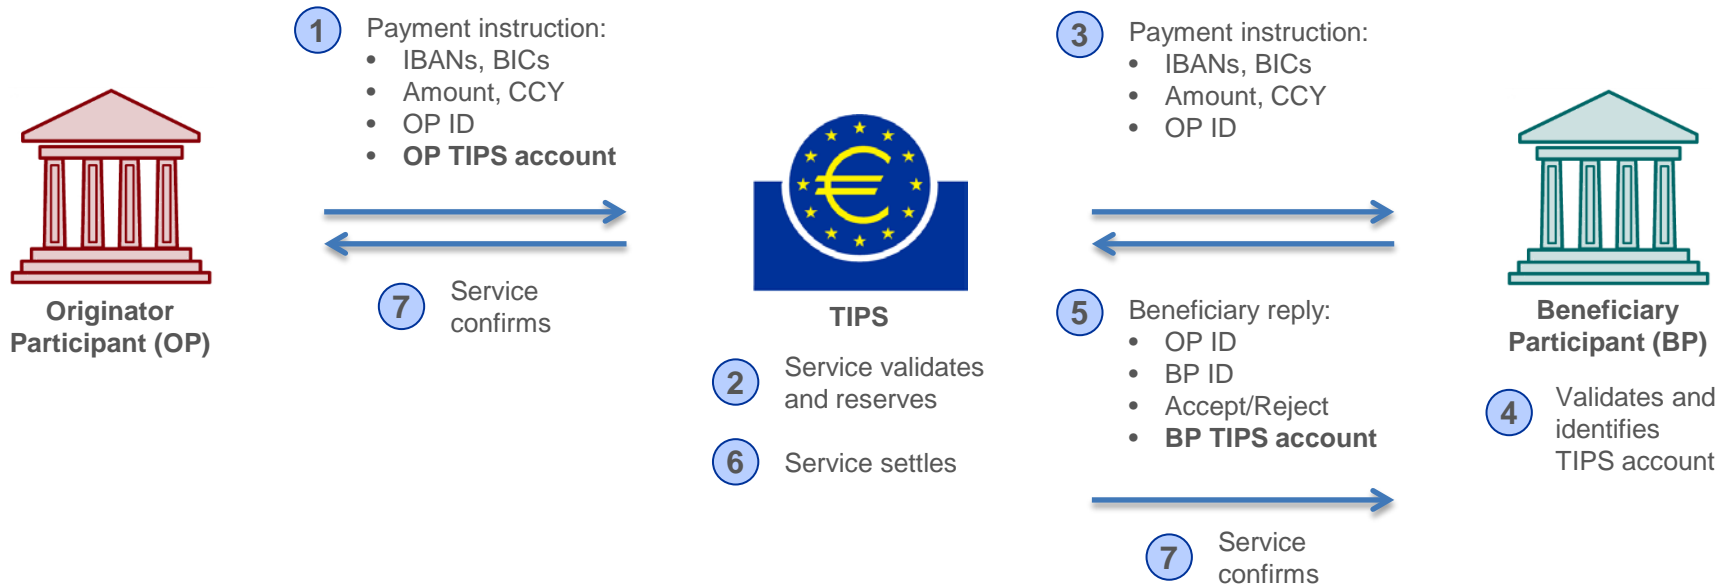 1
Payment instruction:
• IBANs, BICs
• Amount, CCY
• OP ID
• OP TIPS account
3
Payment instruction:
• IBANs, BICs
• Amount, CCY
• OP ID
€
Originator
Participant (OP)
7
Service
confirms
TIPS
2
Service validates
and reserves
6
Service settles
5
Beneficiary reply:
• OP ID
• BP ID
• Accept/Reject
• BP TIPS account
7
Service
confirms
Beneficiary
Participant (BP)
4
Validates and
identifies
TIPS account